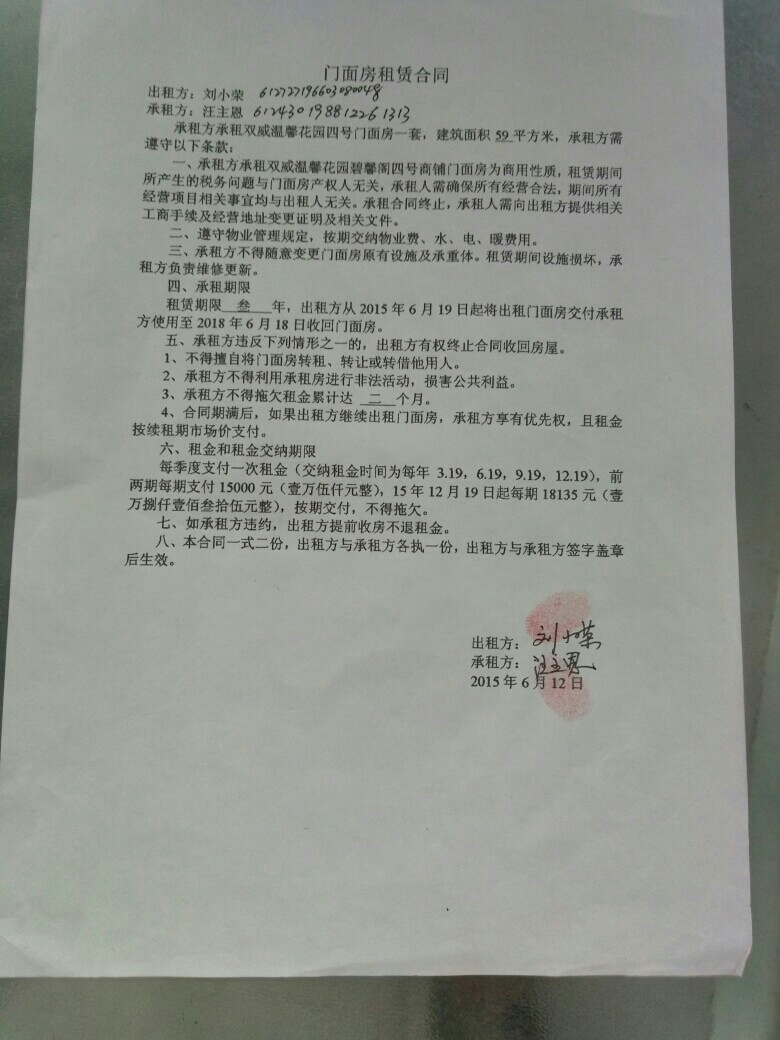 门面房租赁合同
出租方：刘小荣 612727196603080048
承租方：汪主恩 612430198812261313
承租方承租双威温馨花园四号门面房一套，建筑面积 59 平方米，承租方需
遵守以下条款：
一、承租方承租双威温馨花园碧馨阁四号商铺门面房为商用性质，租赁期间
所产生的税务问题与门面房产权人无关，承租人需确保所有经营合法，期间所有
经营项目相关事宜均与出租人无关。承租合同终止，承租人需向出租方提供相关
工商手续及经营地址变更证明及相关文件。
二、遵守物业管理规定，按期交纳物业费、水、电、暖费用。
三、承租方不得随意变更门面房原有设施及承重体。租赁期间设施损坏，承
租方负责维修更新。
四、承租期限
租赁期限 叁 年，出租方从 2015 年 6 月 19 日起将出租门面房交付承租
方使用至 2018 年 6 月 18 日收回门面房。
五、承租方违反下列情形之一的，出租方有权终止合同收回房屋。
1、不得擅自将门面房转租、转让或转借他用人。
2、承租方不得利用承租房进行非法活动，损害公共利益。
3、承租方不得拖欠租金累计达 二 个月。
4、合同期满后，如果出租方继续出租门面房，承租方享有优先权，且租金
按续租期市场价支付。
六、租金和租金交纳期限
每季度支付一次租金（交纳租金时间为每年 3.19，6.19，9.19，12.19），前
两期每期支付 15000 元（壹万伍仟元整），15 年 12 月 19 日起每期 18135 元（壹
万捌仟壹佰叁拾伍元整），按期交付，不得拖欠。
七、如承租方违约，出租方提前收房不退租金。
八、本合同一式二份，出租方与承租方各执一份，出租方与承租方签字盖章
后生效。
出租方：刘小荣
承租方：汪主恩
2015 年 6 月 12 日